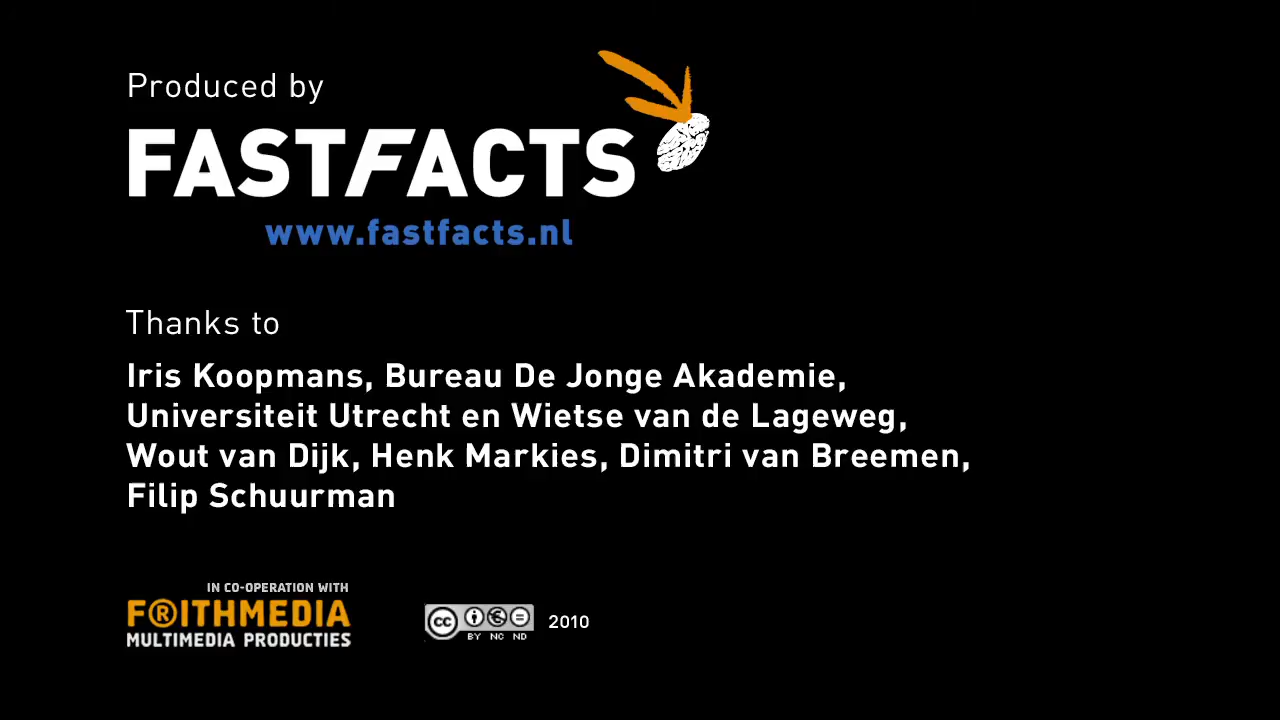 Produced by
FASTFACTS
www.fastfacts.nl
Thanks to
Iris Koopmans, Bureau De Jonge Akademie,
Universiteit Utrecht en Wietse van de Lageweg,
Wout van Dijk, Henk Markies, Dimitri van Breemen,
Filip Schuurman
IN CO-OPERATION WITH
F®ITHMEDIA
MULTIMEDIA PRODUCTIES
cc BY NC ND 2010